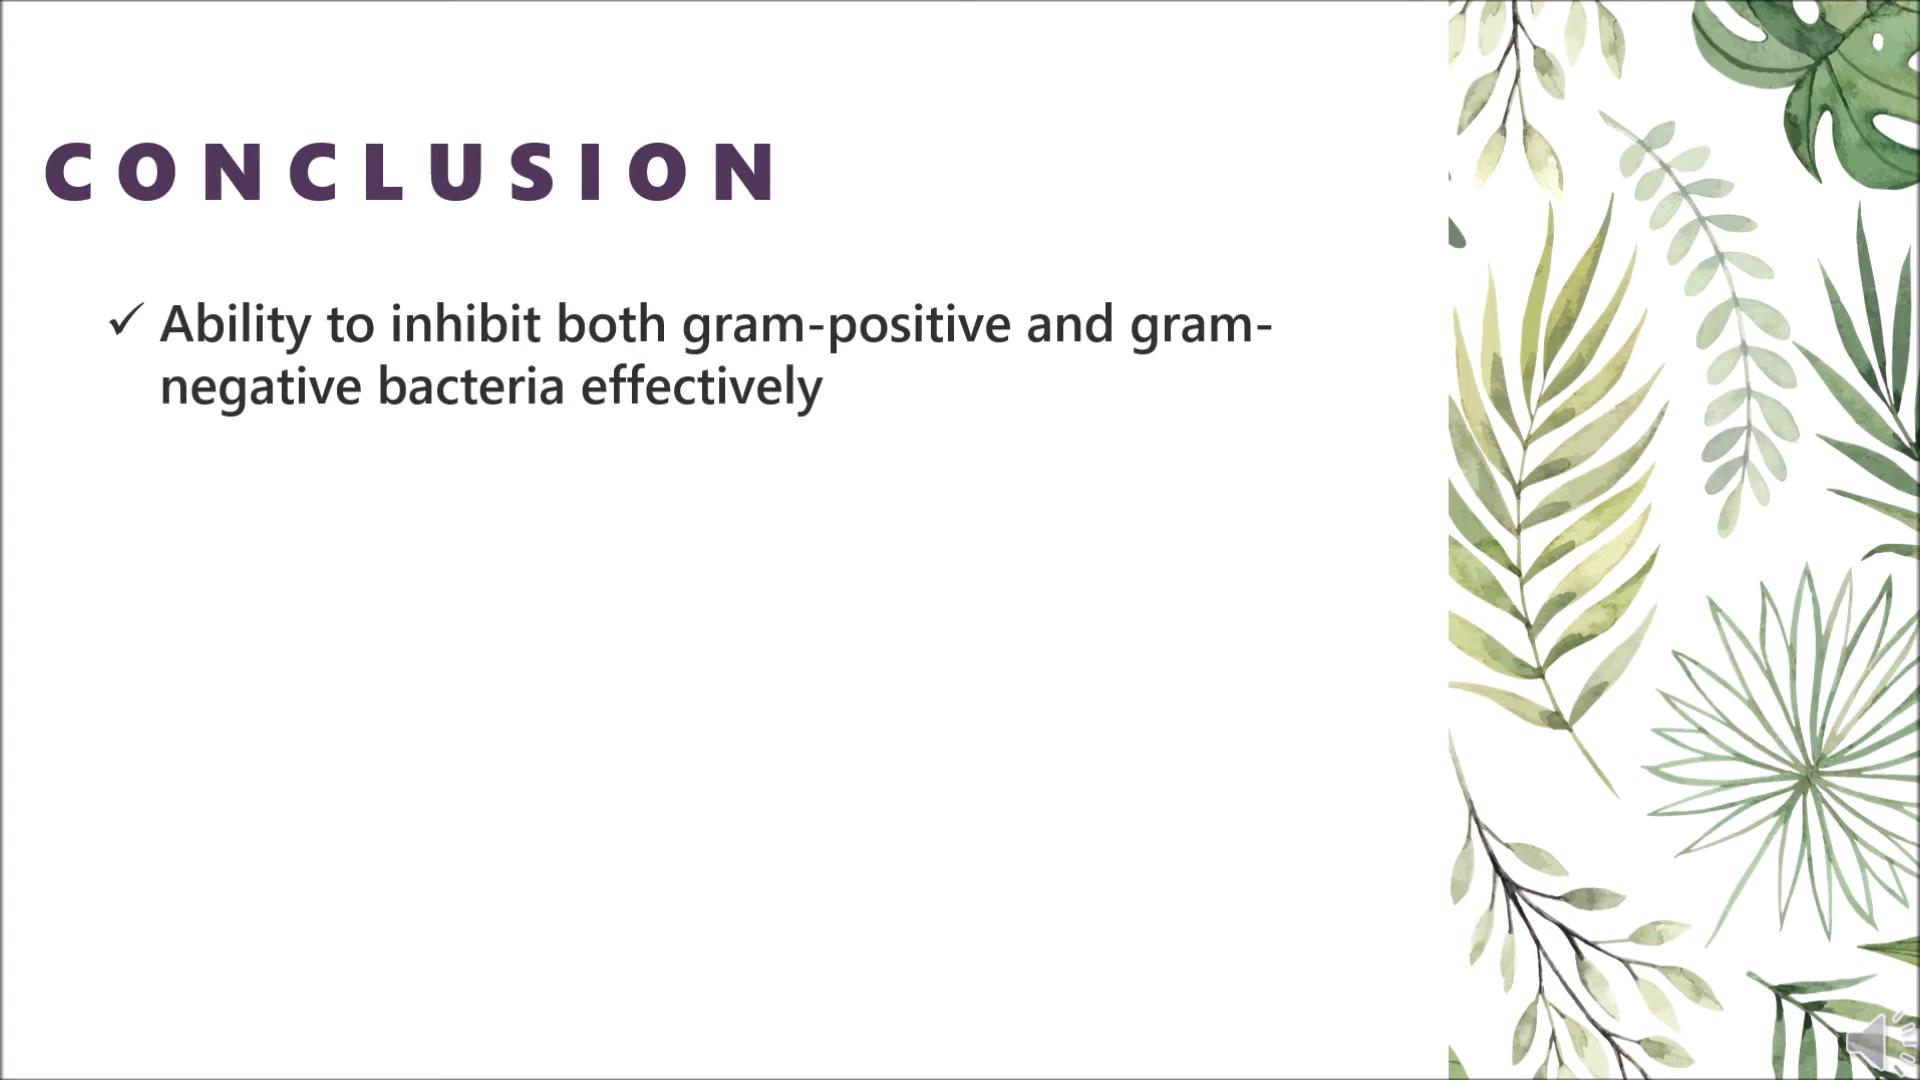 CONCLUSION
✓ Ability to inhibit both gram-positive and gram-
negative bacteria effectively